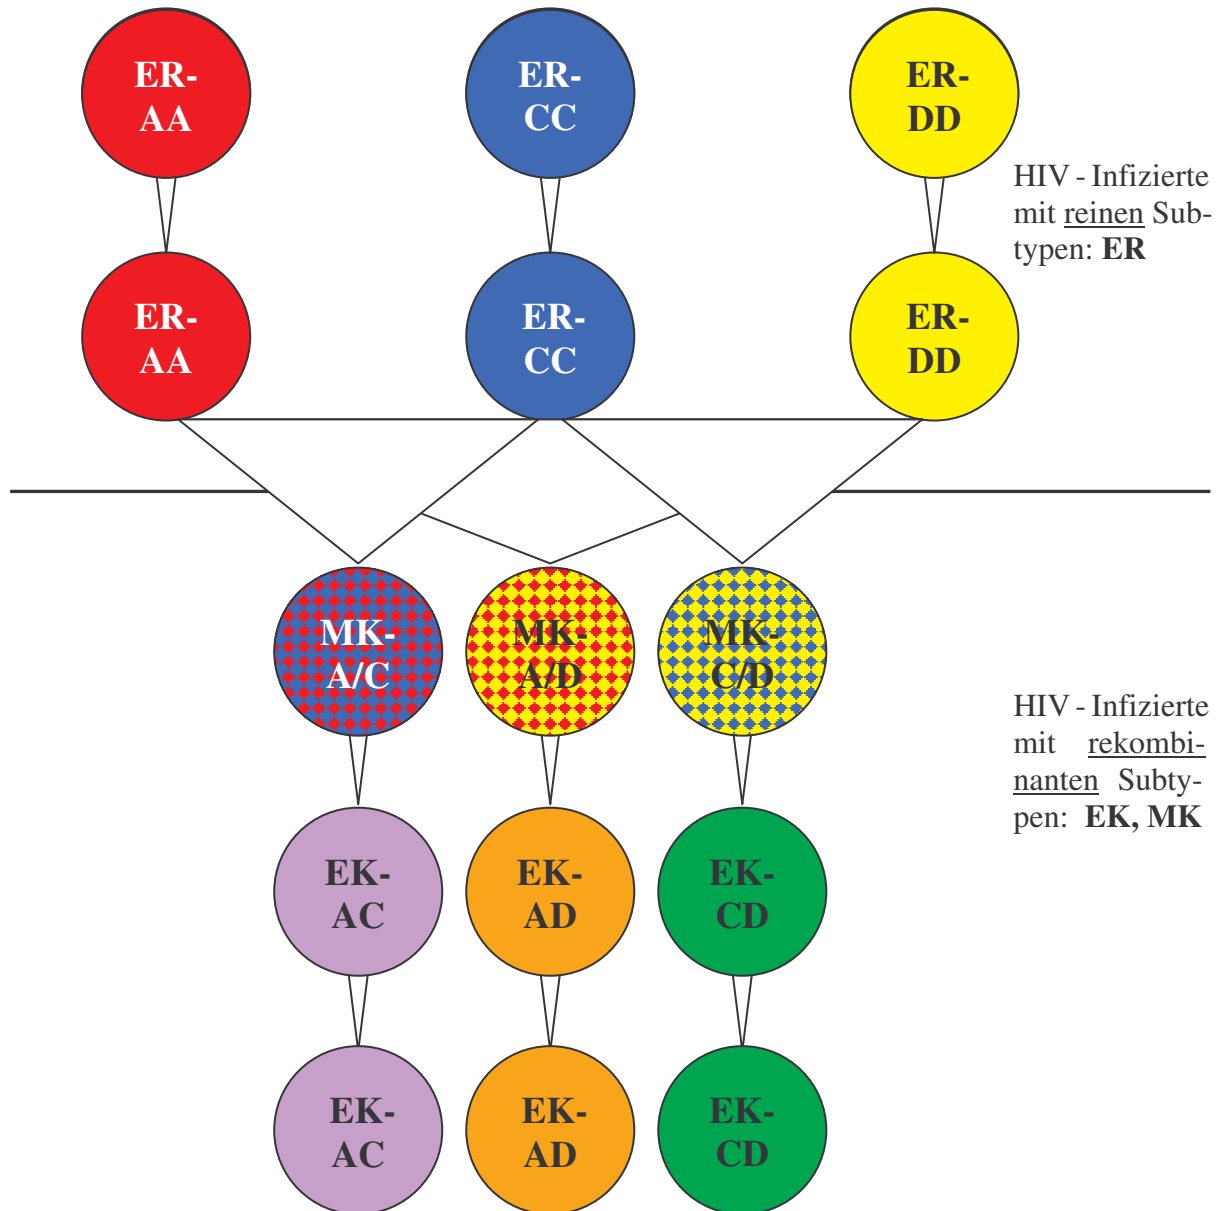 ER-
AA
ER-
CC
ER-
DD
HIV - Infizierte
mit reinen Sub-
typen: ER
ER-
AA
ER-
CC
ER-
DD
MK-
A/C
MK-
A/D
MK-
C/D
HIV - Infizierte
mit rekombi-
nanten Subty-
pen: EK, MK
EK-
AC
EK-
AD
EK-
CD
EK-
AC
EK-
AD
EK-
CD